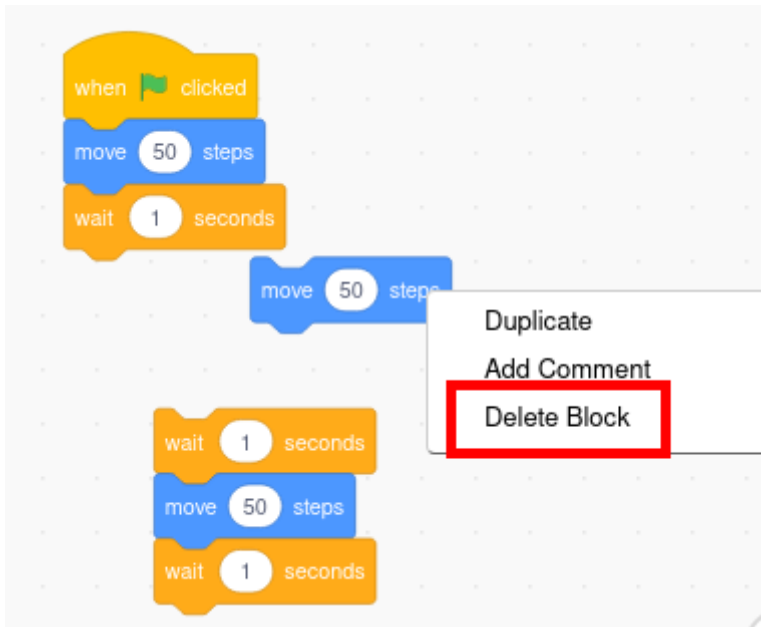 when clicked
move 50 steps
wait 1 seconds
move 50 steps
Duplicate
Add Comment
Delete Block
wait 1 seconds
move 50 steps
wait 1 seconds